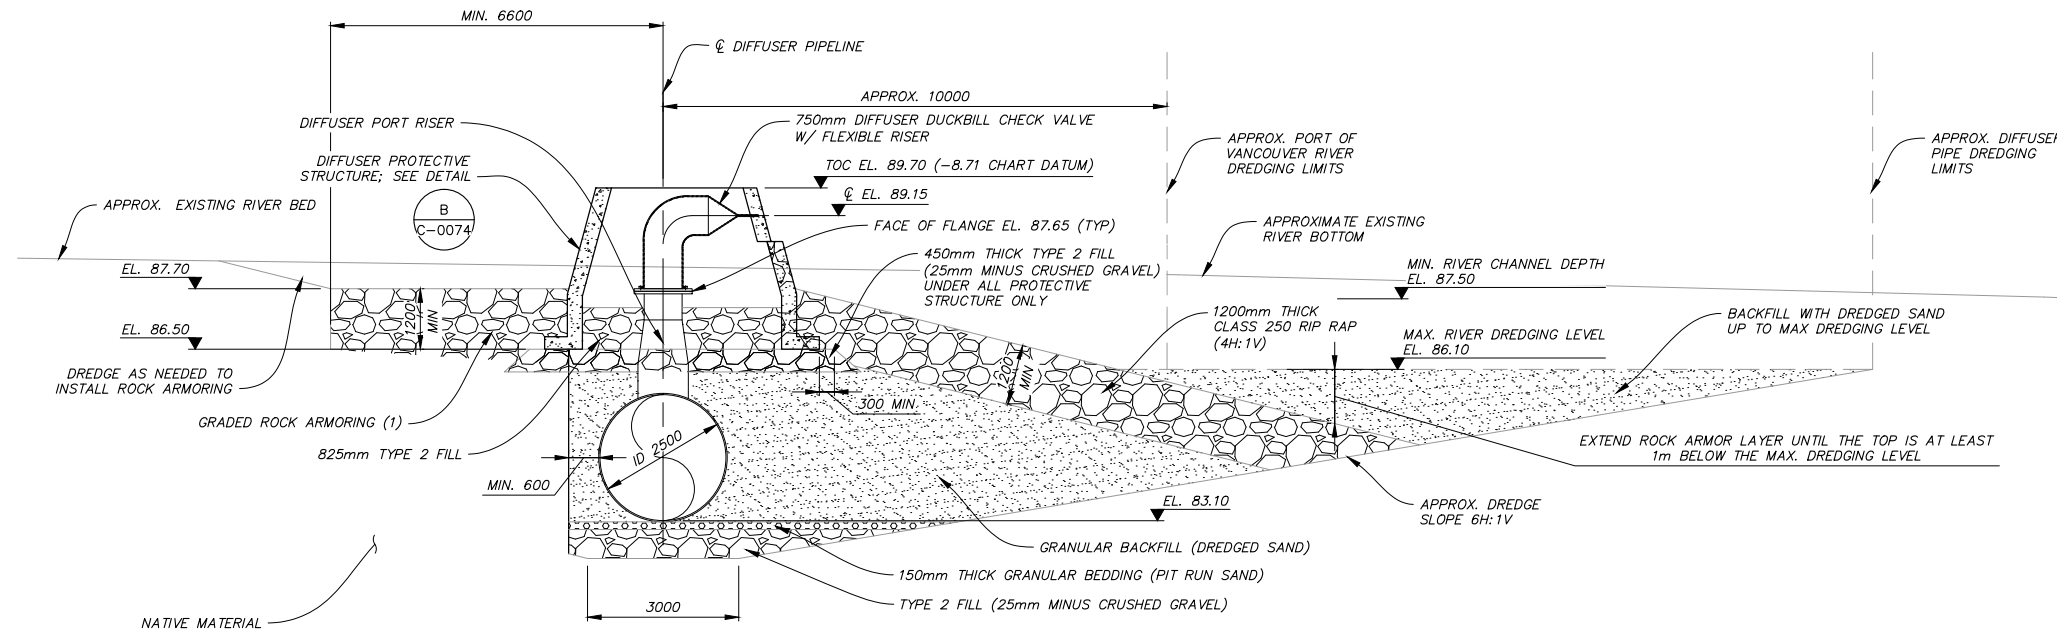 MIN. 6600
℄ DIFFUSER PIPELINE
APPROX. 10000
DIFFUSER PORT RISER
750mm DIFFUSER DUCKBILL CHECK VALVE
W/ FLEXIBLE RISER
APPROX. PORT OF
VANCOUVER RIVER
DREDGING LIMITS
APPROX. DIFFUSER
PIPE DREDGING
LIMITS
DIFFUSER PROTECTIVE
STRUCTURE; SEE DETAIL
TOC EL. 89.70 (-8.71 CHART DATUM)
℄ EL. 89.15
B
C-0074
APPROX. EXISTING RIVER BED
FACE OF FLANGE EL. 87.65 (TYP)
APPROXIMATE EXISTING
RIVER BOTTOM
450mm THICK TYPE 2 FILL
(25mm MINUS CRUSHED GRAVEL)
UNDER ALL PROTECTIVE
STRUCTURE ONLY
EL. 87.70
MIN. RIVER CHANNEL DEPTH
EL. 87.50
1200
MIN
1200mm THICK
CLASS 250 RIP RAP
(4H:1V)
BACKFILL WITH DREDGED SAND
UP TO MAX DREDGING LEVEL
EL. 86.50
MAX. RIVER DREDGING LEVEL
EL. 86.10
DREDGE AS NEEDED TO
INSTALL ROCK ARMORING
1200
MIN
300 MIN.
GRADED ROCK ARMORING (1)
825mm TYPE 2 FILL
ID 2500
EXTEND ROCK ARMOR LAYER UNTIL THE TOP IS AT LEAST
1m BELOW THE MAX. DREDGING LEVEL
MIN. 600
EL. 83.10
APPROX. DREDGE
SLOPE 6H:1V
GRANULAR BACKFILL (DREDGED SAND)
150mm THICK GRANULAR BEDDING (PIT RUN SAND)
TYPE 2 FILL (25mm MINUS CRUSHED GRAVEL)
3000
NATIVE MATERIAL